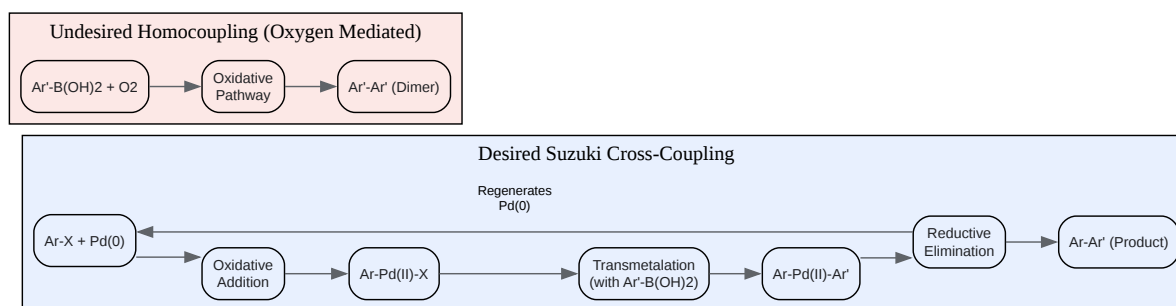 Undesired Homocoupling (Oxygen Mediated)
Ar'-B(OH)2 + O2
Oxidative
Pathway
Ar'-Ar' (Dimer)
Desired Suzuki Cross-Coupling
Regenerates
Pd(0)
Ar-X + Pd(0)
Oxidative
Addition
Ar-Pd(II)-X
Transmetalation
(with Ar'-B(OH)2)
Ar-Pd(II)-Ar'
Reductive
Elimination
Ar-Ar' (Product)